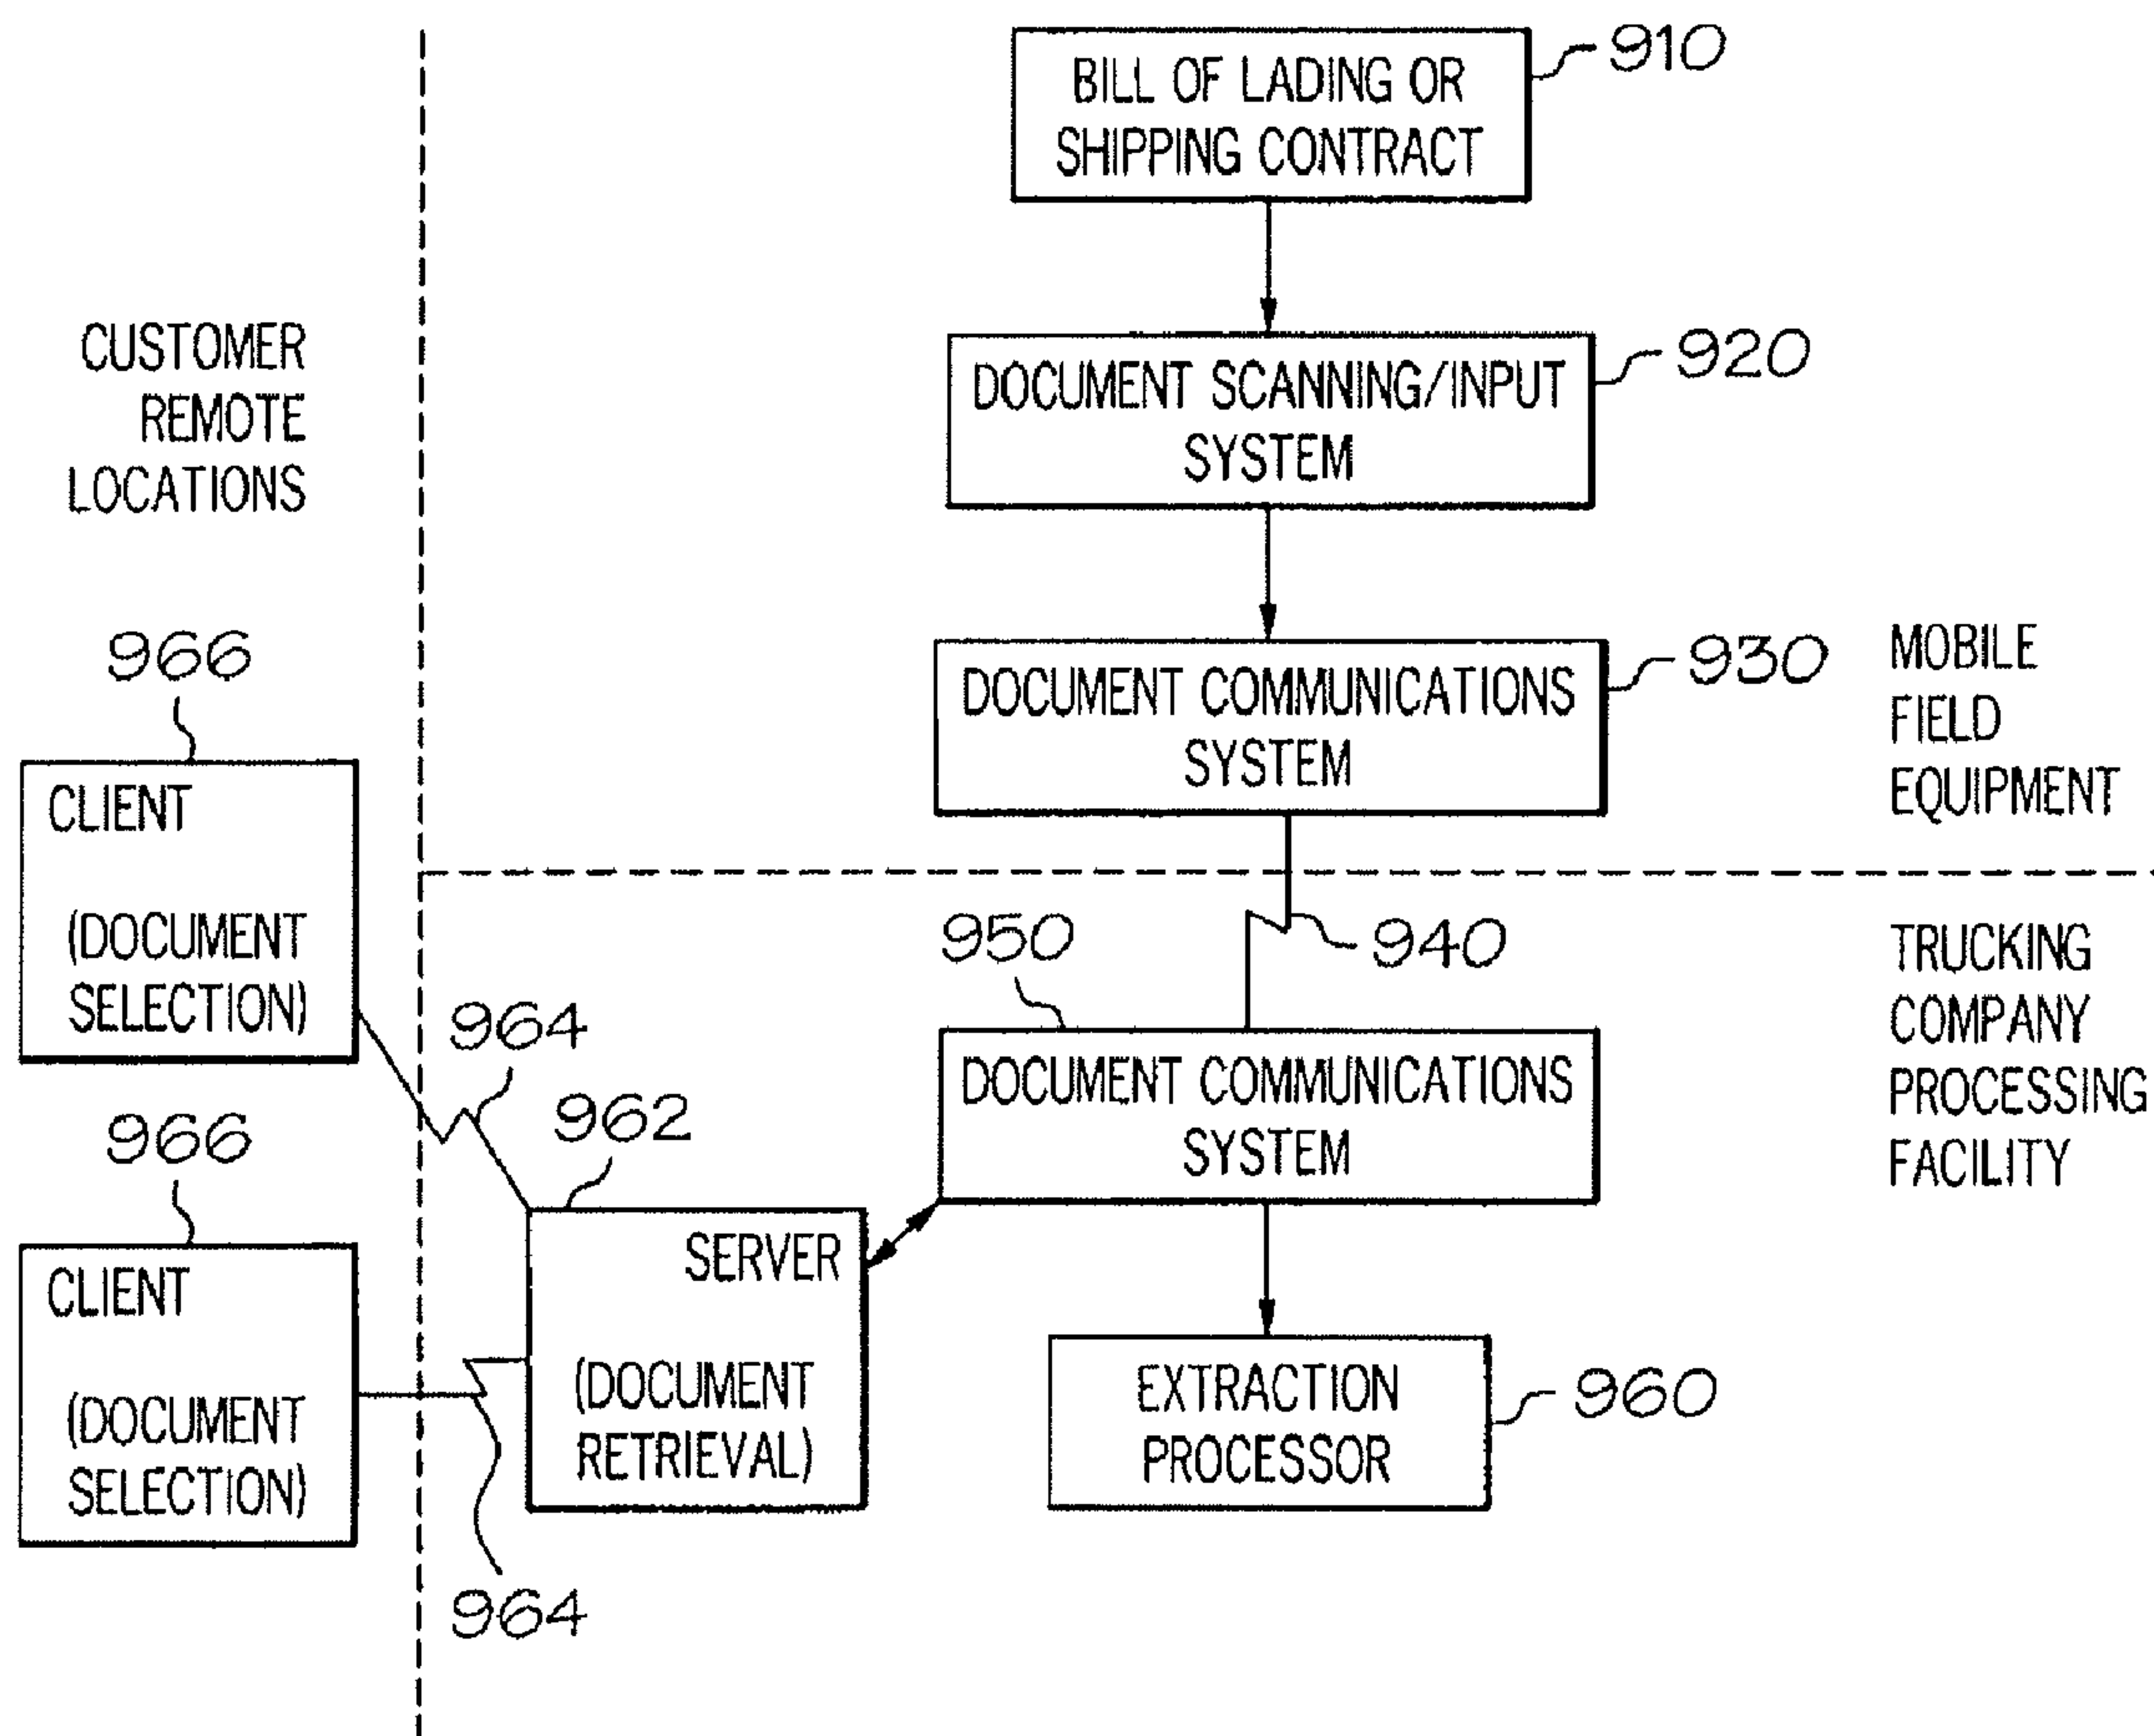 BILL OF LADING OR
SHIPPING CONTRACT
910
DOCUMENT SCANNING/INPUT
SYSTEM
920
CUSTOMER
REMOTE
LOCATIONS
DOCUMENT COMMUNICATIONS
SYSTEM
930
MOBILE
FIELD
EQUIPMENT
966
CLIENT
(DOCUMENT
SELECTION)
940
950
DOCUMENT COMMUNICATIONS
SYSTEM
TRUCKING
COMPANY
PROCESSING
FACILITY
964
962
SERVER
(DOCUMENT
RETRIEVAL)
966
CLIENT
(DOCUMENT
SELECTION)
964
EXTRACTION
PROCESSOR
960